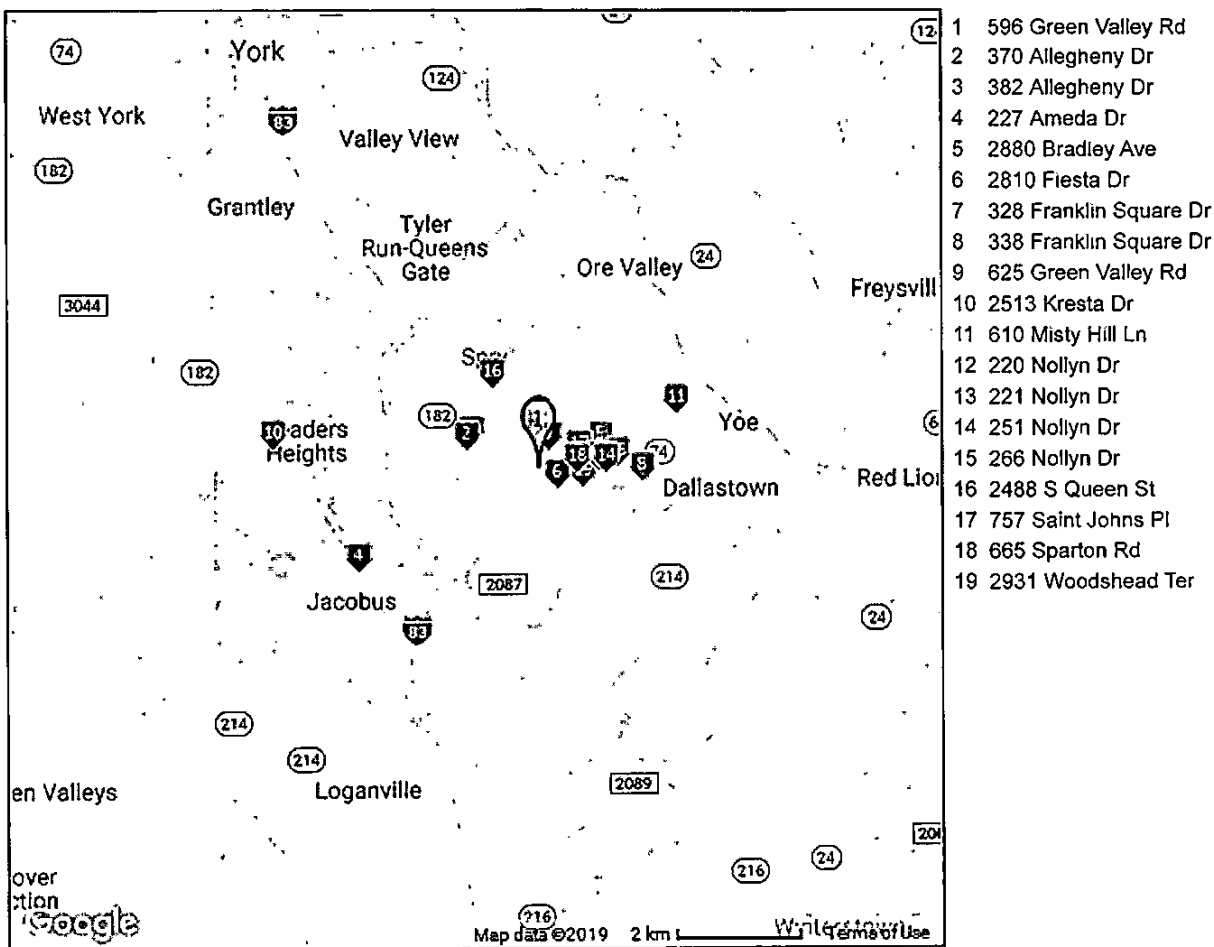 York
74
124
West York
83
Valley View
182
Grantley
Tyler
Run-Queens
Gate
Ore Valley
24
Freysvill
3044
182
16
11
182
Yoe
10
eaders
Heights
2
18
14
74
6
9
Dallastown
Red Lion
4
2087
214
Jacobus
83
24
214
214
Loganville
2089
en Valleys
216
24
over
ction
Google
216
Map data ©2019 2 km
Terms of Use
1 596 Green Valley Rd
2 370 Allegheny Dr
3 382 Allegheny Dr
4 227 Ameda Dr
5 2880 Bradley Ave
6 2810 Fiesta Dr
7 328 Franklin Square Dr
8 338 Franklin Square Dr
9 625 Green Valley Rd
10 2513 Kresta Dr
11 610 Misty Hill Ln
12 220 Nollyn Dr
13 221 Nollyn Dr
14 251 Nollyn Dr
15 266 Nollyn Dr
16 2488 S Queen St
17 757 Saint Johns Pl
18 665 Sparton Rd
19 2931 Woodshead Ter